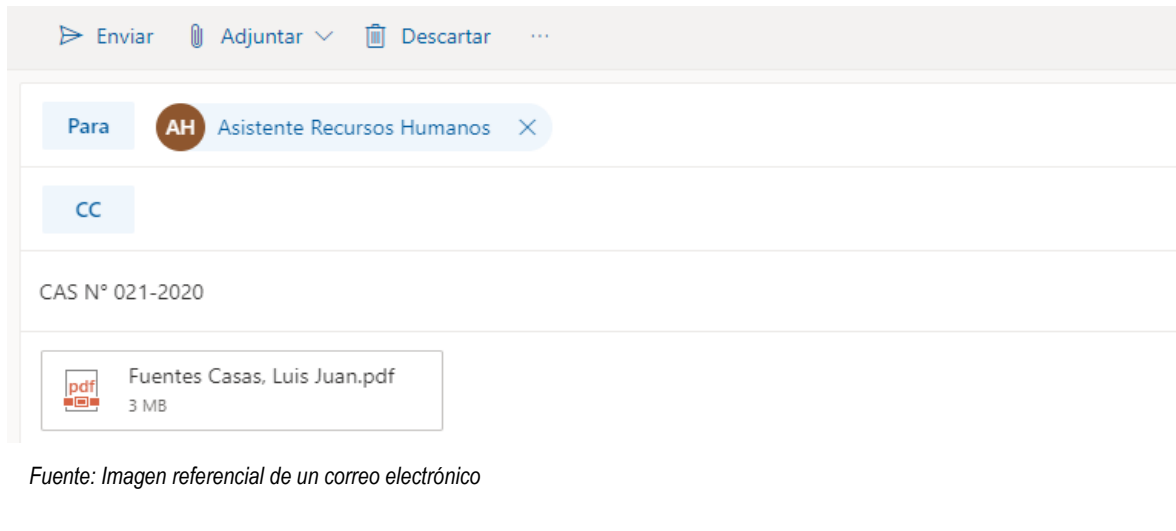 Enviar Adjuntar Descartar ...
Para AH Asistente Recursos Humanos
CC
CAS N° 021-2020
pdf
Fuentes Casas, Luis Juan.pdf
3 MB
Fuente: Imagen referencial de un correo electrónico